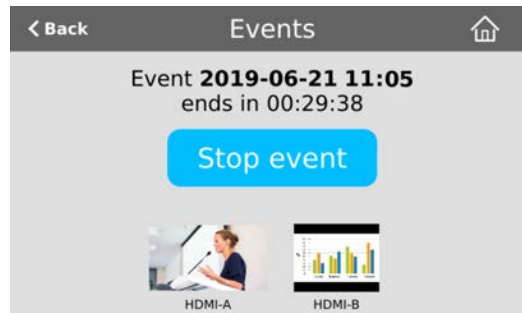 Back
Events
Event 2019-06-21 11:05
ends in 00:29:38
Stop event
HDMI-A
HDMI-B